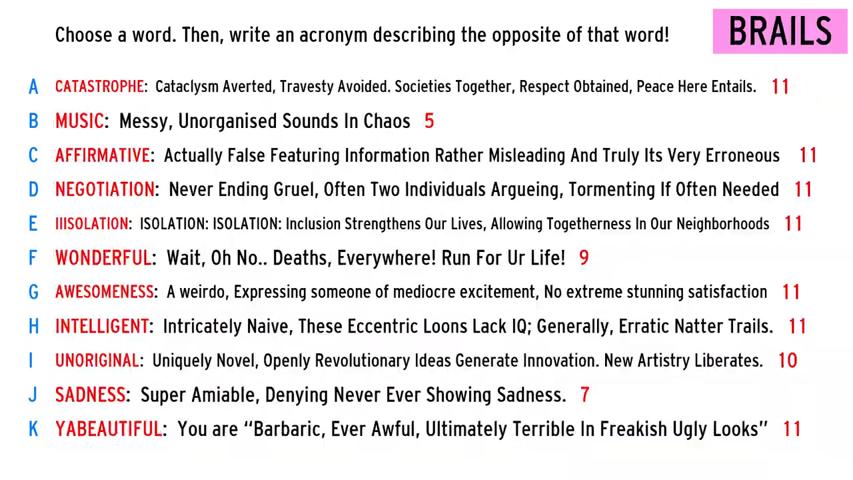 Choose a word. Then, write an acronym describing the opposite of that word!
BRAILS
A CATASTROPHE: Cataclysm Averted, Travesty Avoided. Societies Together, Respect Obtained, Peace Here Entails. 11
B MUSIC: Messy, Unorganised Sounds In Chaos 5
C AFFIRMATIVE: Actually False Featuring Information Rather Misleading And Truly Its Very Erroneous 11
D NEGOTIATION: Never Ending Gruel, Often Two Individuals Argueing, Tormenting If Often Needed 11
E IIISOLATION: ISOLATION: ISOLATION: Inclusion Strengthens Our Lives, Allowing Togetherness In Our Neighborhoods 11
F WONDERFUL: Wait, Oh No.. Deaths, Everywhere! Run For Ur Life! 9
G AWESOMENESS: A weirdo, Expressing someone of mediocre excitement, No extreme stunning satisfaction 11
H INTELLIGENT: Intricately Naive, These Eccentric Loons Lack IQ; Generally, Erratic Natter Trails. 11
I UNORIGINAL: Uniquely Novel, Openly Revolutionary Ideas Generate Innovation. New Artistry Liberates. 10
J SADNESS: Super Amiable, Denying Never Ever Showing Sadness. 7
K YABEAUTIFUL: You are “Barbaric, Ever Awful, Ultimately Terrible In Freakish Ugly Looks” 11